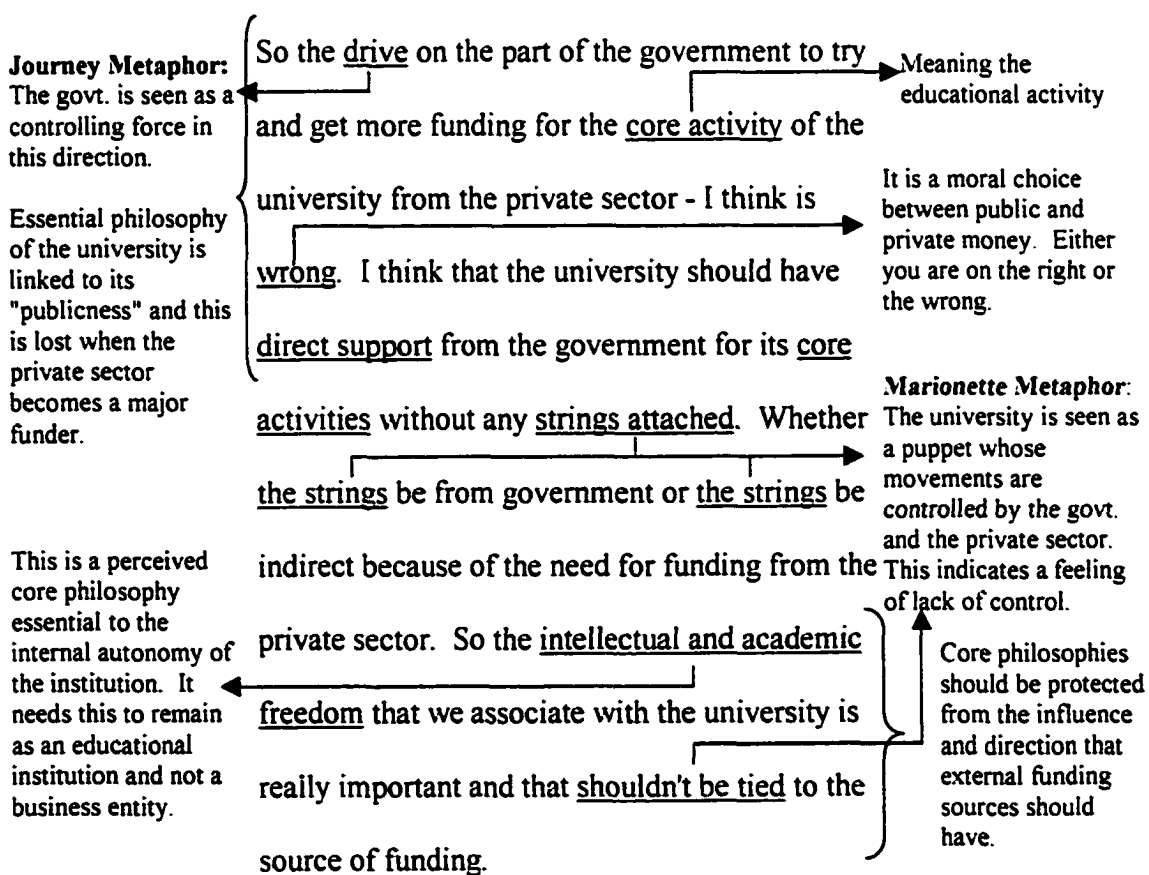 Journey Metaphor:
The govt. is seen as a
controlling force in
this direction.
Essential philosophy
of the university is
linked to its
"publicness" and this
is lost when the
private sector
becomes a major
funder.
This is a perceived
core philosophy
essential to the
internal autonomy of
the institution. It
needs this to remain
as an educational
institution and not a
business entity.
So the drive on the part of the government to try
and get more funding for the core activity of the
university from the private sector - I think is
wrong. I think that the university should have
direct support from the government for its core
activities without any strings attached. Whether
the strings be from government or the strings be
indirect because of the need for funding from the
private sector. So the intellectual and academic
freedom that we associate with the university is
really important and that shouldn't be tied to the
source of funding.
Meaning the
educational activity
It is a moral choice
between public and
private money. Either
you are on the right or
the wrong.
Marionette Metaphor:
The university is seen as
a puppet whose
movements are
controlled by the govt.
and the private sector.
This indicates a feeling
of lack of control.
Core philosophies
should be protected
from the influence
and direction that
external funding
sources should
have.